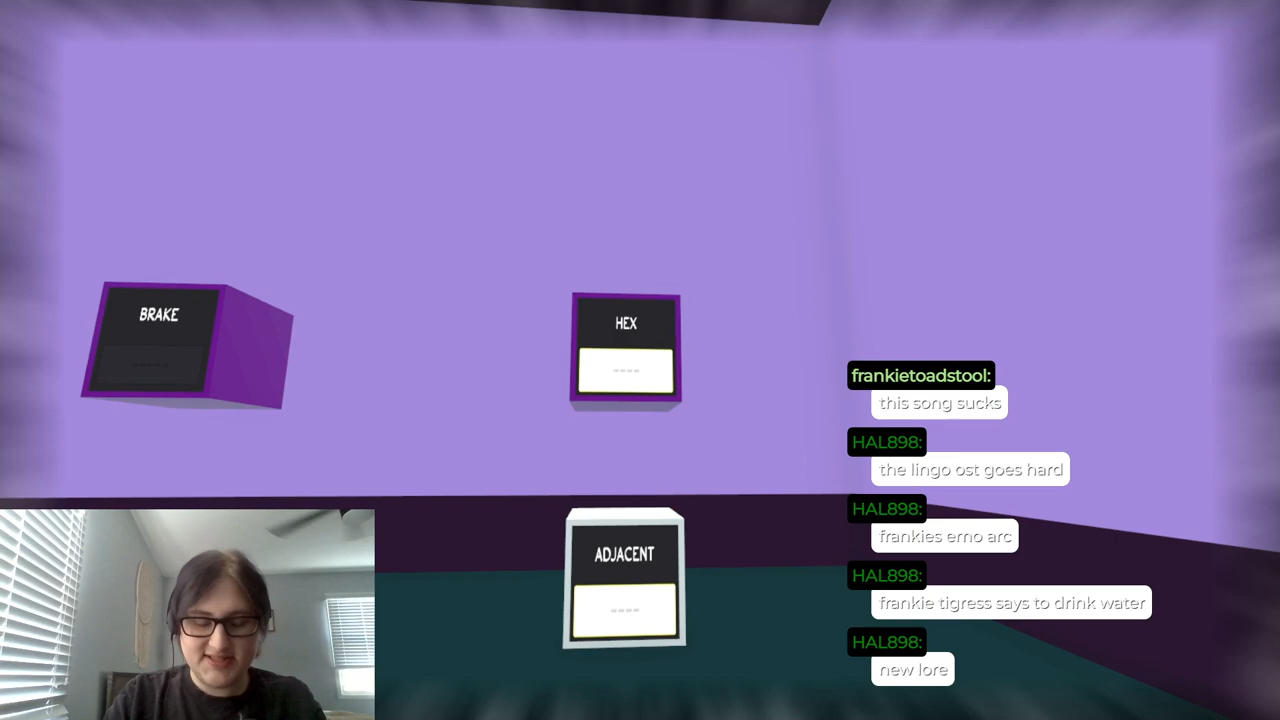 BRAKE
------
HEX
----
ADJACENT
----
frankietoadstool:
this song sucks
HAL898:
the lingo ost goes hard
HAL898:
frankies emo arc
HAL898:
frankie tigress says to drink water
HAL898:
new lore